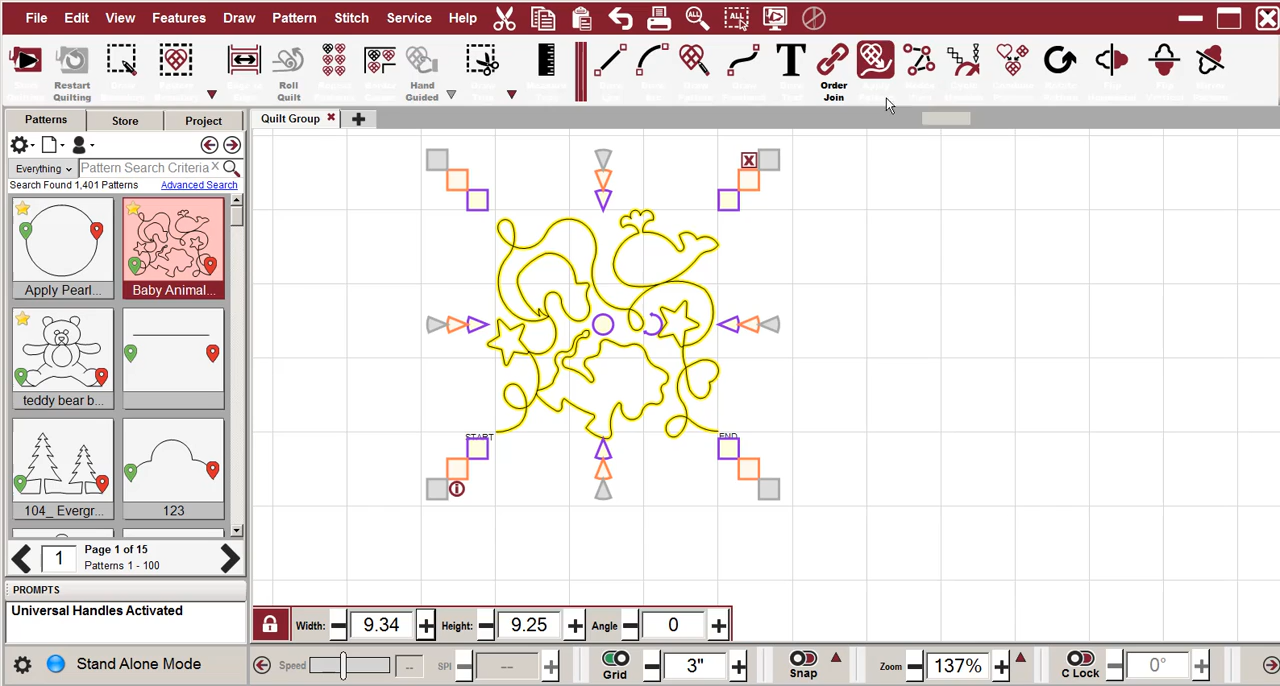 File Edit View Features Draw Pattern Stitch Service Help ALL ALL
Restart Quilting
Roll Quilt
Hand Guided
T
Order Join
Patterns Store Project
Quilt Group
Everything Pattern Search Criteria
Search Found 1,401 Patterns Advanced Search
Apply Pearl... Baby Animal...
teddy bear b...
104_ Evergr... 123
1 Page 1 of 15
Patterns 1 - 100
START END
PROMPTS
Universal Handles Activated
Width: 9.34 Height: 9.25 Angle 0
Stand Alone Mode Speed -- SPI -- Grid 3" Snap Zoom 137% C Lock 0°